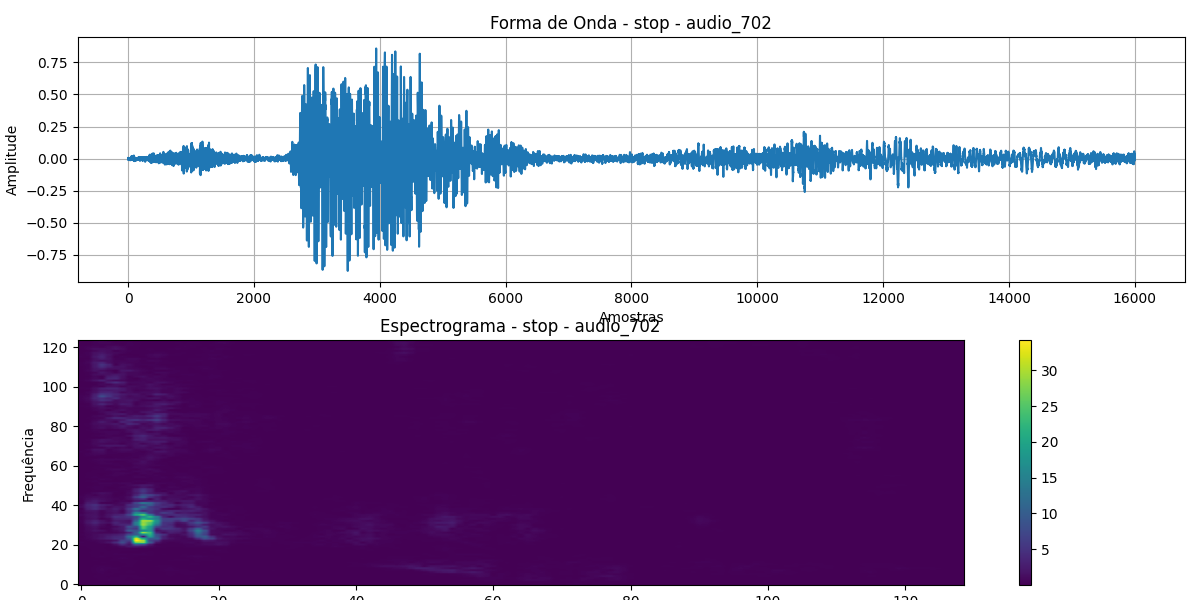 Forma de Onda - stop - audio_702
Amplitude
0.75
0.50
0.25
0.00
−0.25
−0.50
−0.75
0 2000 4000 6000 8000 10000 12000 14000 16000
Amostras
Espectrograma - stop - audio_702
Frequência
120
100
80
60
40
20
0
0 20 40 60 80 100 120
30
25
20
15
10
5